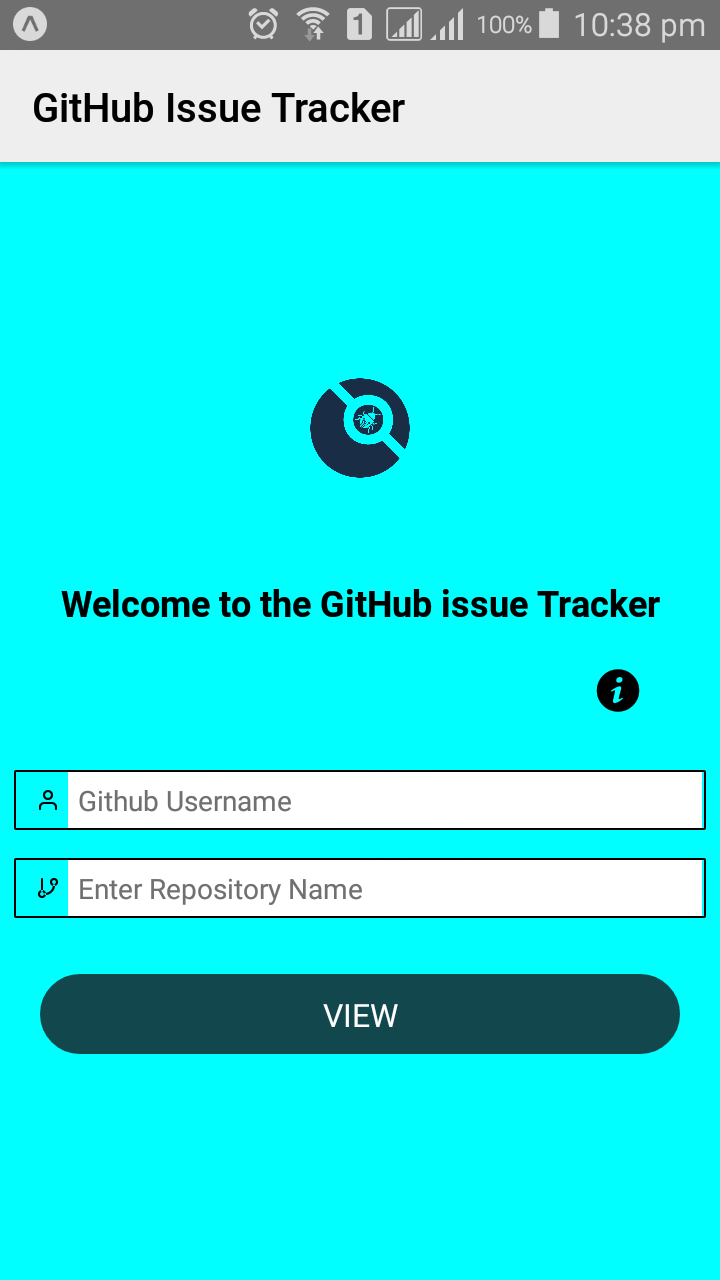 1 100% 10:38 pm
GitHub Issue Tracker
Welcome to the GitHub issue Tracker
i
Github Username
Enter Repository Name
VIEW